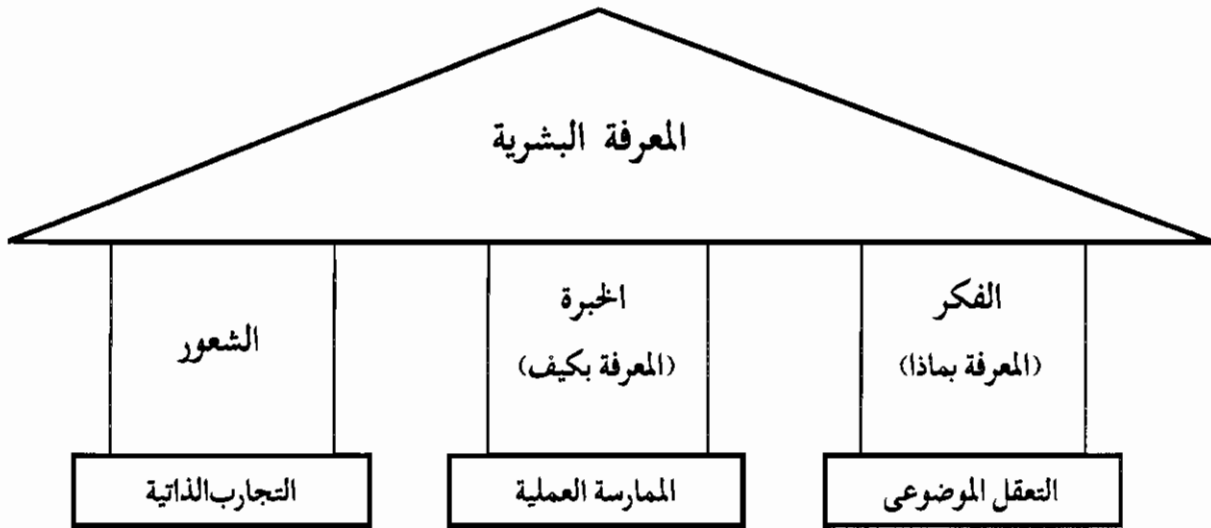 المعرفة البشرية
الفكر
(المعرفة بماذا)
الخبرة
(المعرفة بكيف)
الشعور
التعقل الموضوعى
الممارسة العملية
التجارب الذاتية